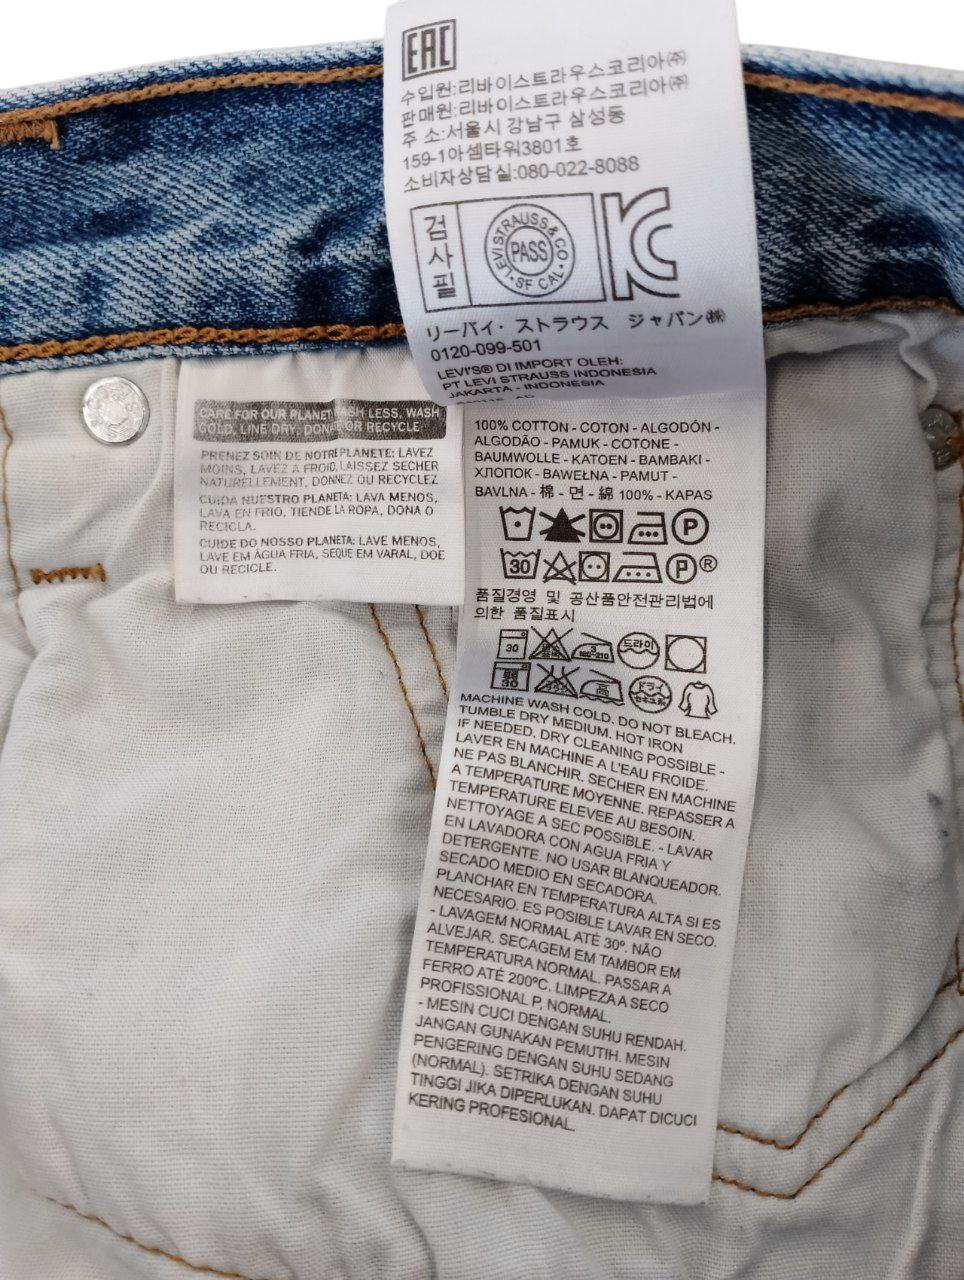 EAC
수입원:리바이스트라우스코리아㈜
판매원:리바이스트라우스코리아㈜
주 소:서울시 강남구 삼성동
159-1아셈타워3801호
소비자상담실:080-022-8088
검사필
LEVI STRAUSS & CO
PASS
SF CAL
リーバイ・ストラウス ジャパン㈱
0120-099-501
LEVI'S® DI IMPORT OLEH:
PT LEVI STRAUSS INDONESIA
JAKARTA - INDONESIA
CARE FOR OUR PLANET WASH LESS, WASH
COLD, LINE DRY, DONATE OR RECYCLE
PRENEZ SOIN DE NOTRE PLANETE: LAVEZ
MOINS, LAVEZ A FROID, LAISSEZ SECHER
NATURELLEMENT, DONNEZ OU RECYCLEZ
CUIDA NUESTRO PLANETA: LAVA MENOS,
LAVA EN FRIO, TIENDE LA ROPA, DONA O
RECICLA.
CUIDE DO NOSSO PLANETA: LAVE MENOS,
LAVE EM ÁGUA FRIA, SEQUE EM VARAL, DOE
OU RECICLE.
100% COTTON - COTON - ALGODÓN -
ALGODÃO - PAMUK - COTONE -
BAUMWOLLE - KATOEN - BAMBAKI -
ХЛОПОК - BAWEŁNA - PAMUT -
BAVLNA - 棉 - 면 - 綿 100% - KAPAS
P
30 P®
품질경영 및 공산품안전관리법에
의한 품질표시
30 드라이
30 ドライ
MACHINE WASH COLD. DO NOT BLEACH.
TUMBLE DRY MEDIUM. HOT IRON
IF NEEDED. DRY CLEANING POSSIBLE -
LAVER EN MACHINE A L'EAU FROIDE.
NE PAS BLANCHIR. SECHER EN MACHINE
A TEMPERATURE MOYENNE. REPASSER A
TEMPERATURE ELEVEE AU BESOIN.
NETTOYAGE A SEC POSSIBLE. - LAVAR
EN LAVADORA CON AGUA FRIA Y
DETERGENTE. NO USAR BLANQUEADOR.
SECADO MEDIO EN SECADORA.
PLANCHAR EN TEMPERATURA ALTA SI ES
NECESARIO. ES POSIBLE LAVAR EN SECO.
- LAVAGEM NORMAL ATÉ 30º. NÃO
ALVEJAR. SECAGEM EM TAMBOR EM
TEMPERATURA NORMAL. PASSAR A
FERRO ATÉ 200ºC. LIMPEZA A SECO
PROFISSIONAL P, NORMAL.
- MESIN CUCI DENGAN SUHU RENDAH.
JANGAN GUNAKAN PEMUTIH. MESIN
PENGERING DENGAN SUHU SEDANG
(NORMAL). SETRIKA DENGAN SUHU
TINGGI JIKA DIPERLUKAN. DAPAT DICUCI
KERING PROFESIONAL.